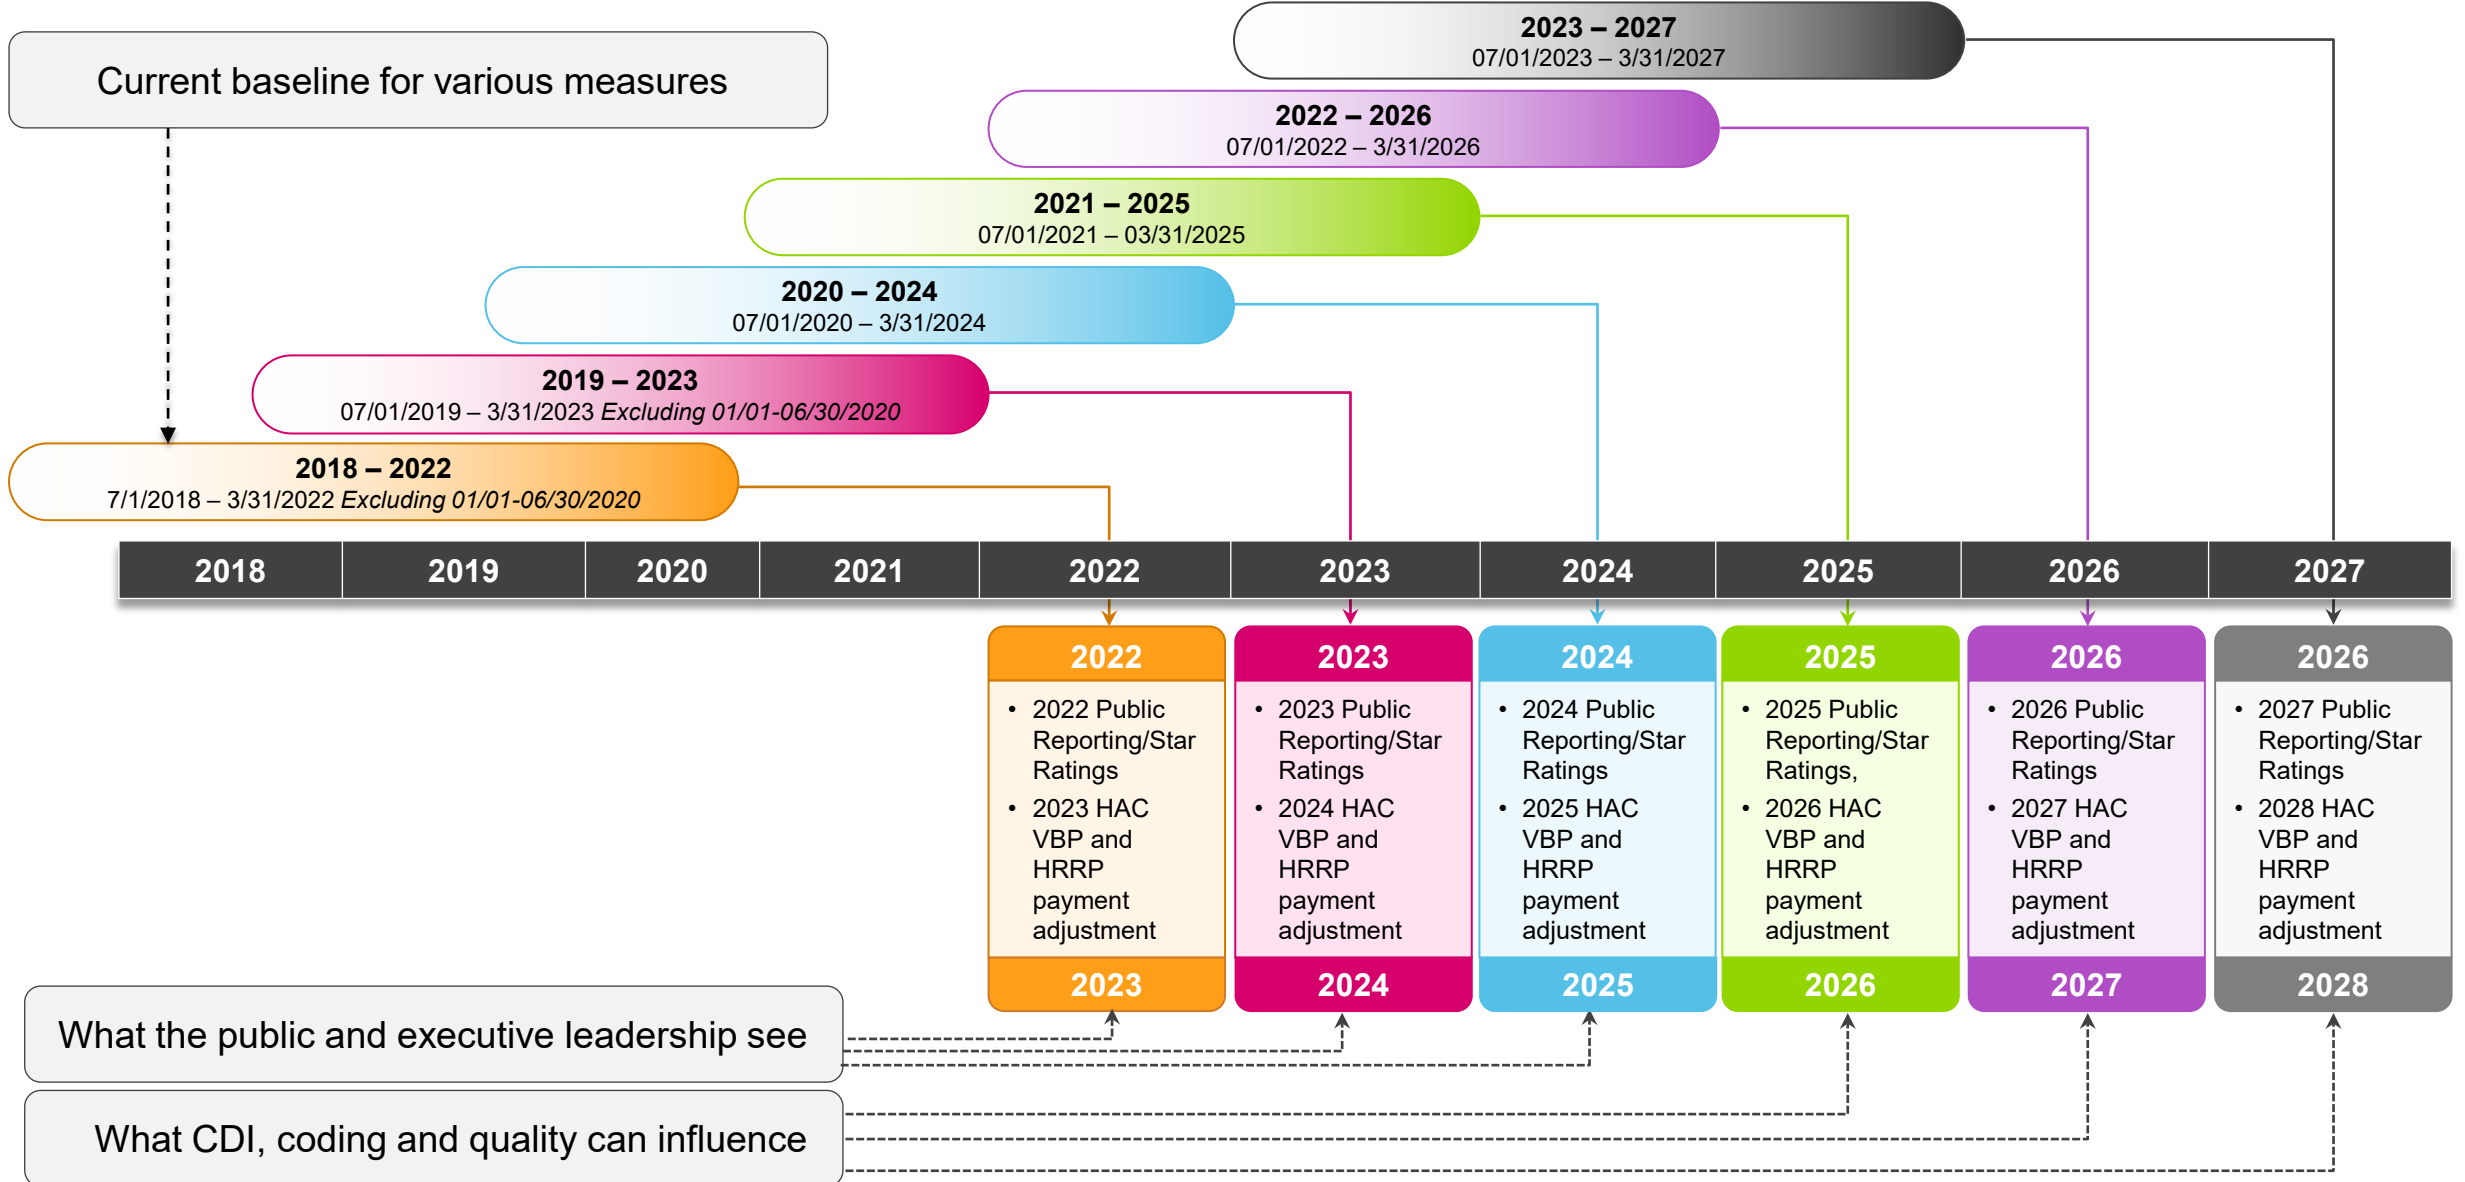 Current baseline for various measures
2023 – 2027
07/01/2023 – 3/31/2027
2022 – 2026
07/01/2022 – 3/31/2026
2021 – 2025
07/01/2021 – 03/31/2025
2020 – 2024
07/01/2020 – 3/31/2024
2019 – 2023
07/01/2019 – 3/31/2023 Excluding 01/01-06/30/2020
2018 – 2022
7/1/2018 – 3/31/2022 Excluding 01/01-06/30/2020
2018
2019
2020
2021
2022
2023
2024
2025
2026
2027
2022
• 2022 Public
Reporting/Star
Ratings
• 2023 HAC
VBP and
HRRP
payment
adjustment
2023
2023
• 2023 Public
Reporting/Star
Ratings
• 2024 HAC
VBP and
HRRP
payment
adjustment
2024
2024
• 2024 Public
Reporting/Star
Ratings
• 2025 HAC
VBP and
HRRP
payment
adjustment
2025
2025
• 2025 Public
Reporting/Star
Ratings,
• 2026 HAC
VBP and
HRRP
payment
adjustment
2026
2026
• 2026 Public
Reporting/Star
Ratings
• 2027 HAC
VBP and
HRRP
payment
adjustment
2027
2026
• 2027 Public
Reporting/Star
Ratings
• 2028 HAC
VBP and
HRRP
payment
adjustment
2028
What the public and executive leadership see
What CDI, coding and quality can influence